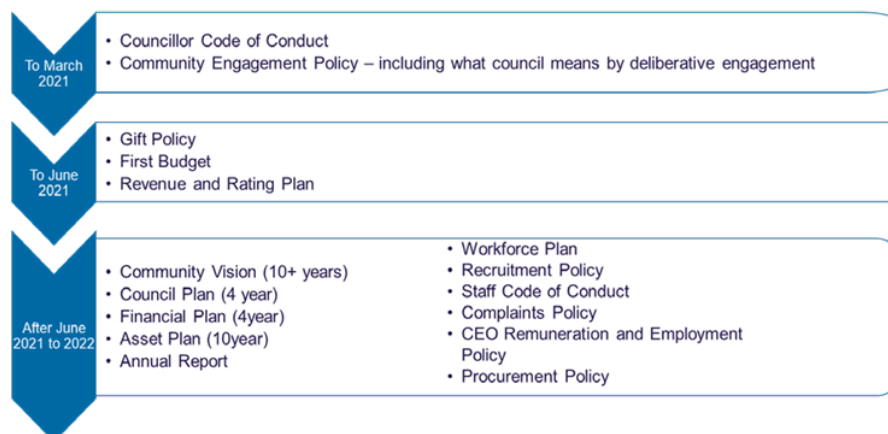 To March
2021
• Councillor Code of Conduct
• Community Engagement Policy – including what council means by deliberative engagement
To June
2021
• Gift Policy
• First Budget
• Revenue and Rating Plan
After June
2021 to 2022
• Community Vision (10+ years)
• Council Plan (4 year)
• Financial Plan (4year)
• Asset Plan (10year)
• Annual Report
• Workforce Plan
• Recruitment Policy
• Staff Code of Conduct
• Complaints Policy
• CEO Remuneration and Employment
Policy
• Procurement Policy